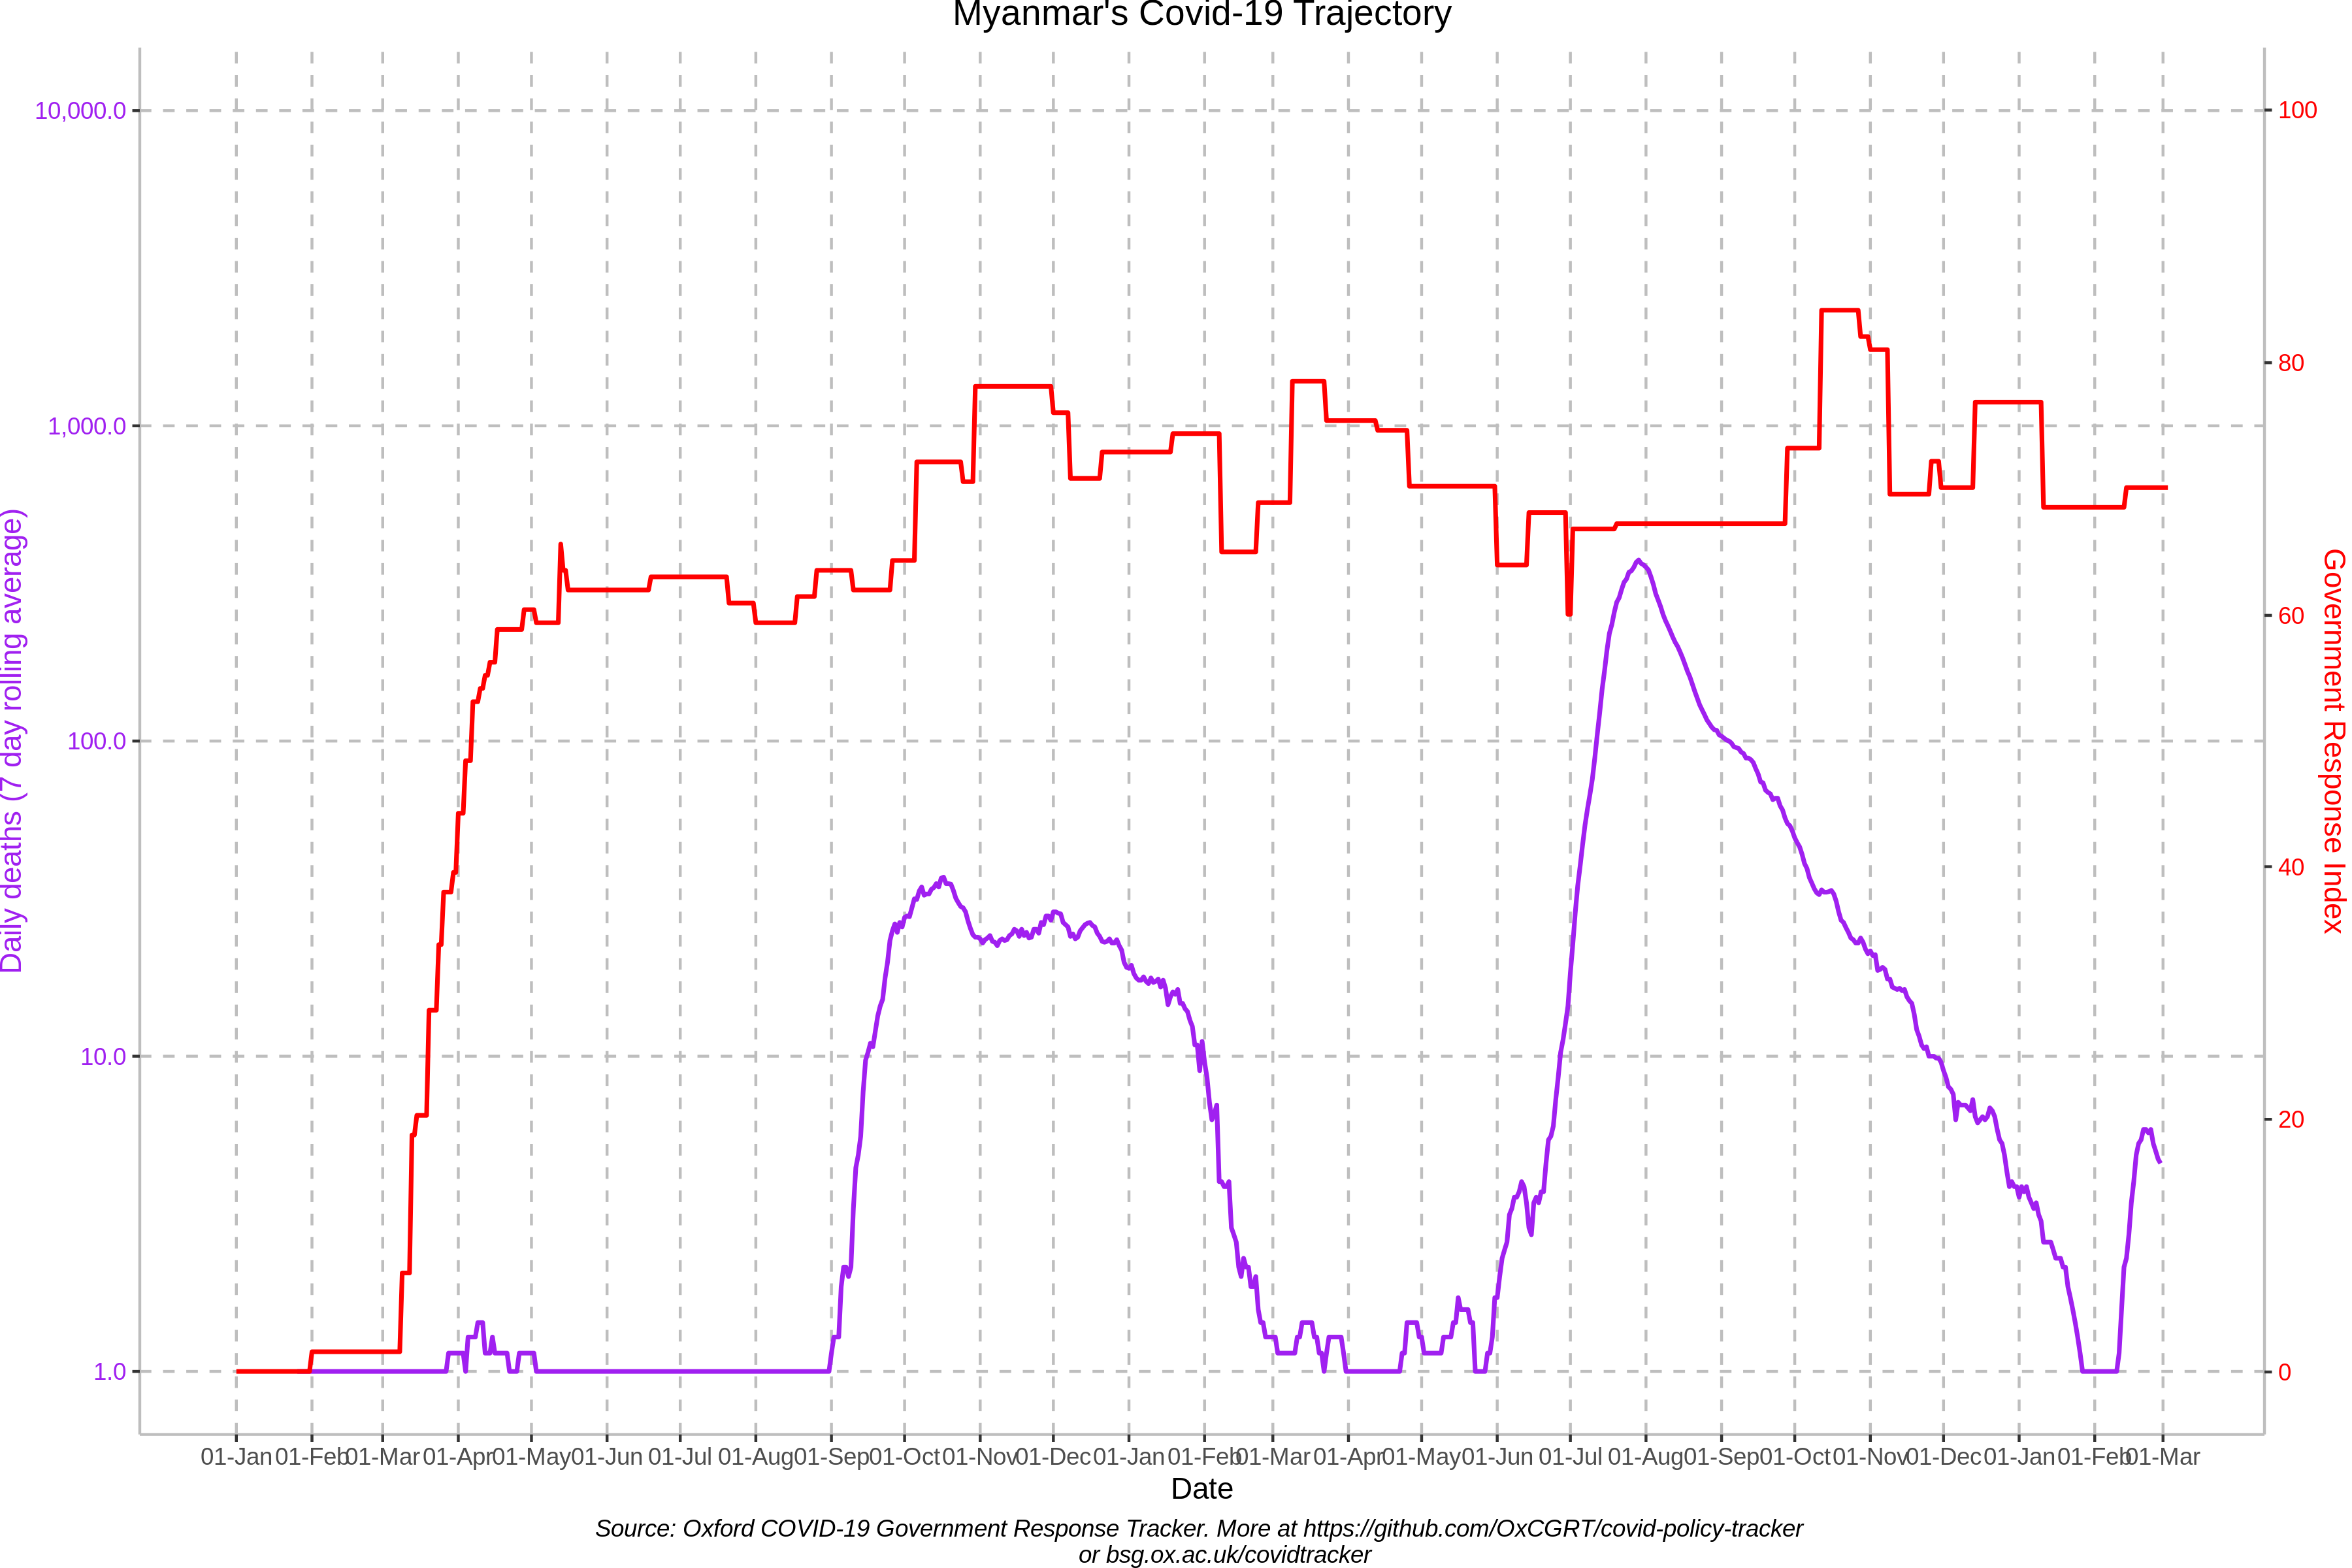 Myanmar's Covid-19 Trajectory
10,000.0
1,000.0
100.0
10.0
1.0
Daily deaths (7 day rolling average)
100
80
60
40
20
0
Government Response Index
01-Jan 01-Feb 01-Mar 01-Apr 01-May 01-Jun 01-Jul 01-Aug 01-Sep 01-Oct 01-Nov 01-Dec 01-Jan 01-Feb 01-Mar 01-Apr 01-May 01-Jun 01-Jul 01-Aug 01-Sep 01-Oct 01-Nov 01-Dec 01-Jan 01-Feb 01-Mar
Date
Source: Oxford COVID-19 Government Response Tracker. More at https://github.com/OxCGRT/covid-policy-tracker
or bsg.ox.ac.uk/covidtracker